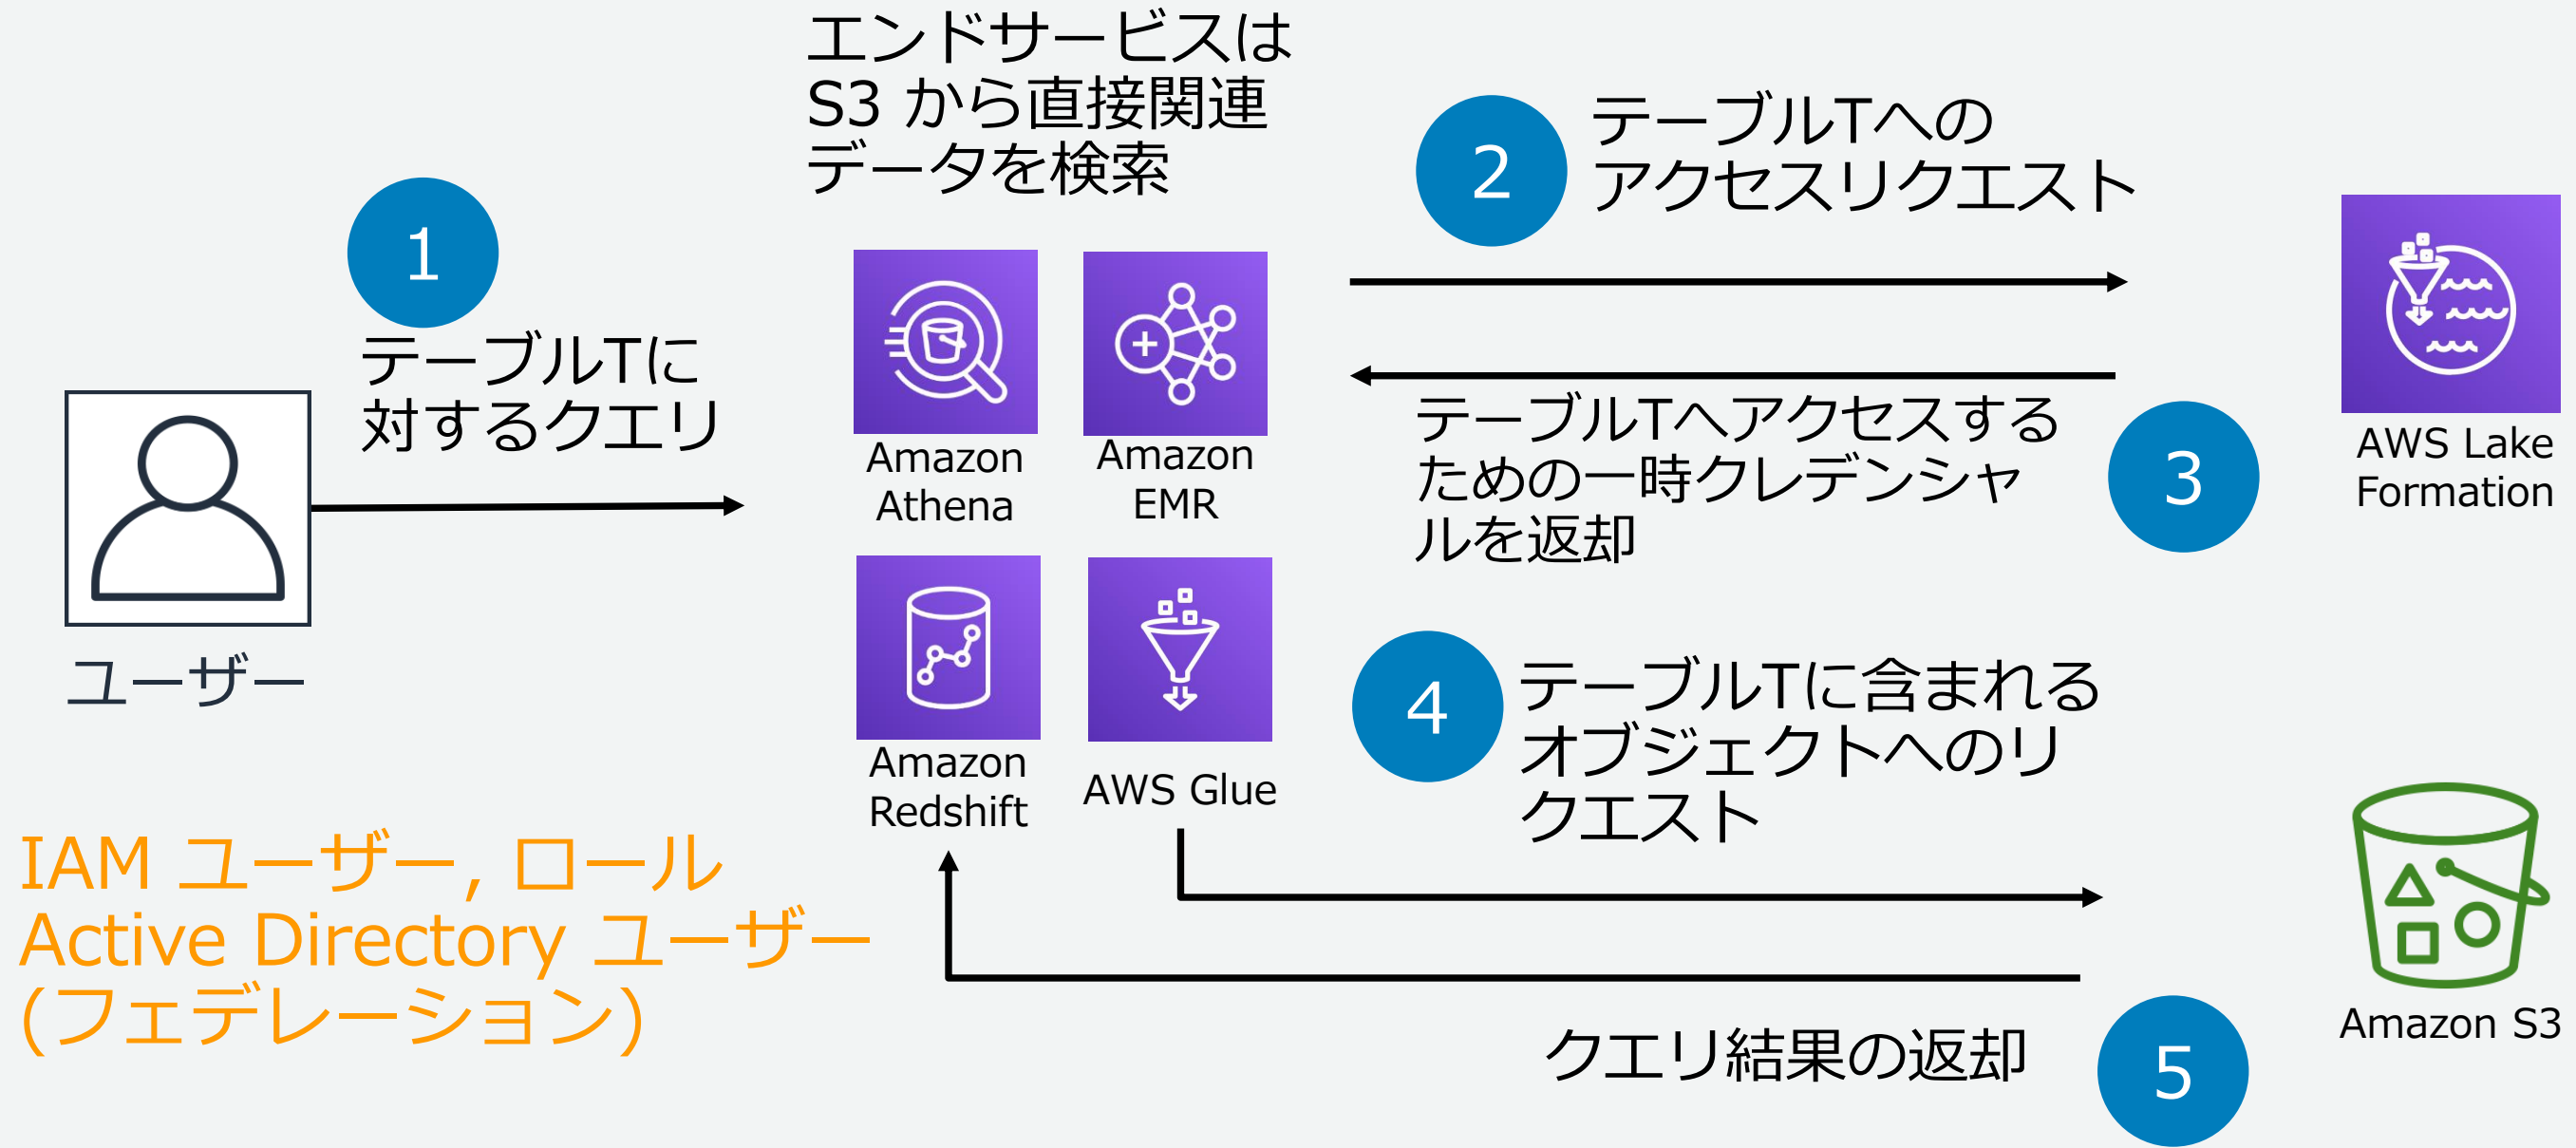 エンドサービスは
S3 から直接関連
データを検索
1
テーブルTに
対するクエリ
ユーザー
IAM ユーザー, ロール
Active Directory ユーザー
(フェデレーション)
Amazon
Athena
Amazon
EMR
Amazon
Redshift
AWS Glue
2
テーブルTへの
アクセスリクエスト
テーブルTへアクセスする
ための一時クレデンシャ
ルを返却
3
AWS Lake
Formation
4
テーブルTに含まれる
オブジェクトへのリ
クエスト
クエリ結果の返却
5
Amazon S3